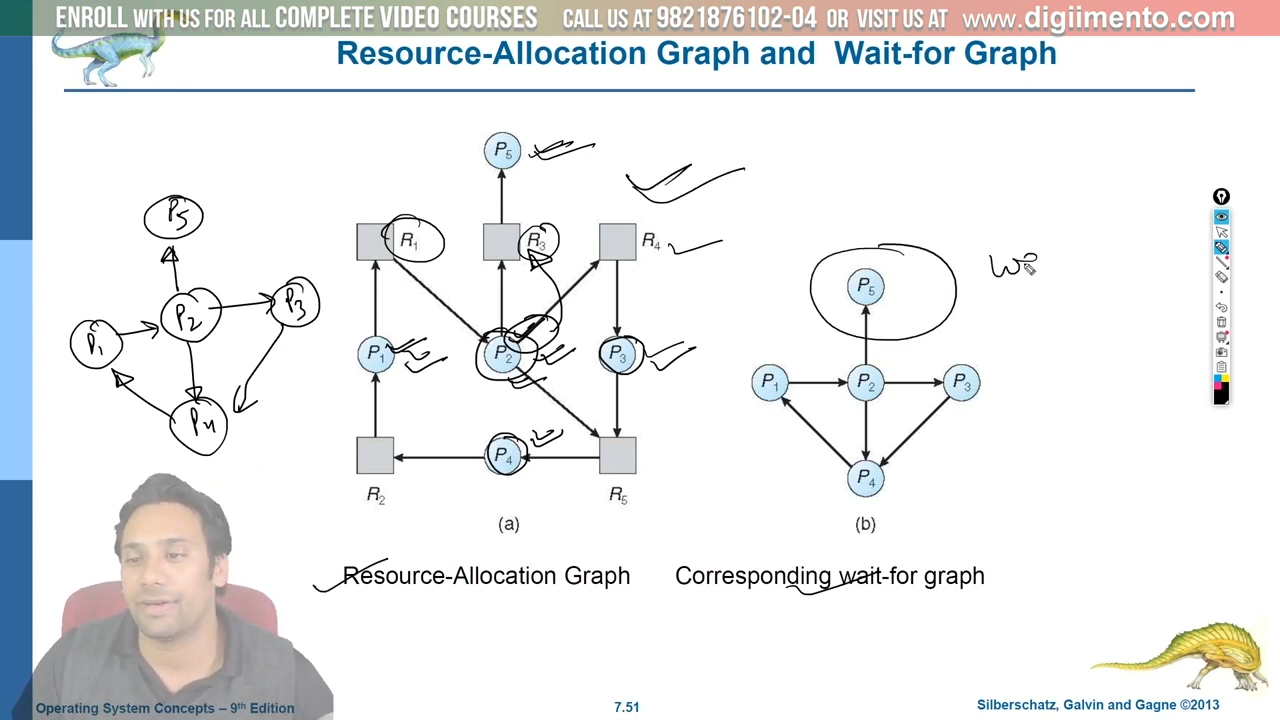 ENROLL WITH US FOR ALL COMPLETE VIDEO COURSES CALL US AT 9821876102-04 OR VISIT US AT www.digiimento.com
Resource-Allocation Graph and Wait-for Graph
P5
P5
R1
R3
R4
P5
P2
P3
P1
P1
P2
P3
P1
P2
P3
P4
P4
P4
R2
R5
(a)
(b)
Resource-Allocation Graph
Corresponding wait-for graph
Operating System Concepts – 9th Edition
7.51
Silberschatz, Galvin and Gagne ©2013